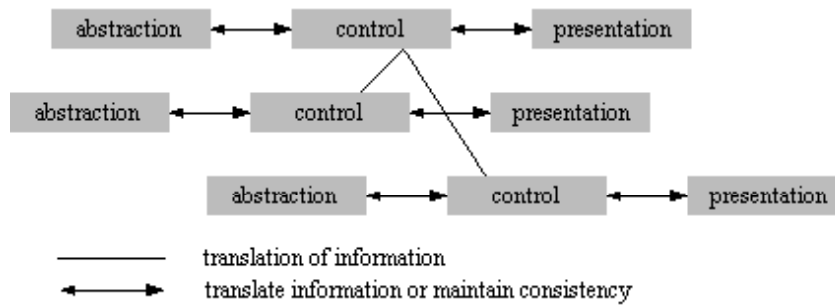 abstraction control presentation
abstraction control presentation
abstraction control presentation
translation of information
translate information or maintain consistency